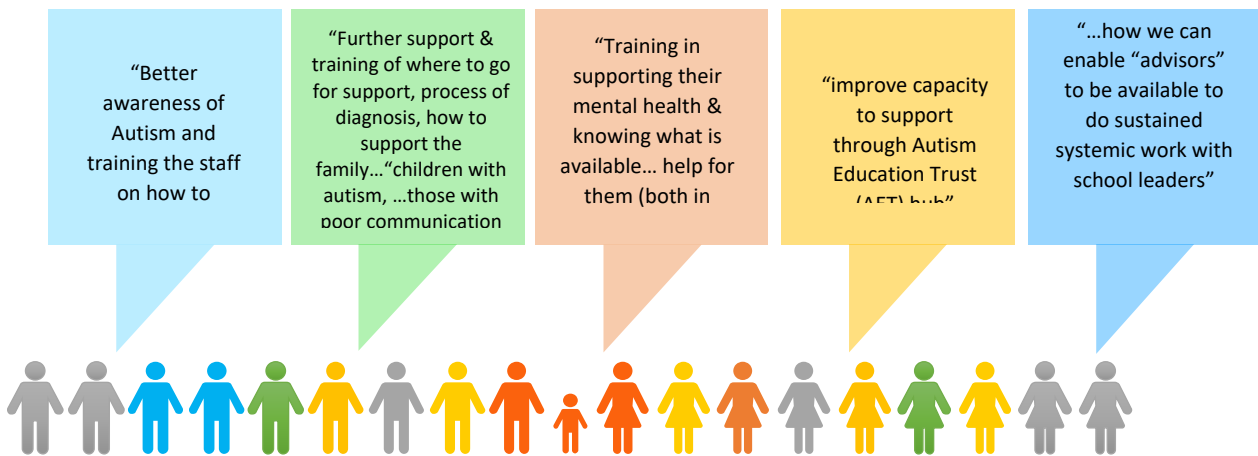 “Better
awareness of
Autism and
training the staff
on how to
“Further support &
training of where to go
for support, process of
diagnosis, how to
support the
family…“children with
autism, …those with
poor communication
“Training in
supporting their
mental health &
knowing what is
available… help for
them (both in
“improve capacity
to support
through Autism
Education Trust
(AET) hub”
“…how we can
enable “advisors”
to be available to
do sustained
systemic work with
school leaders”